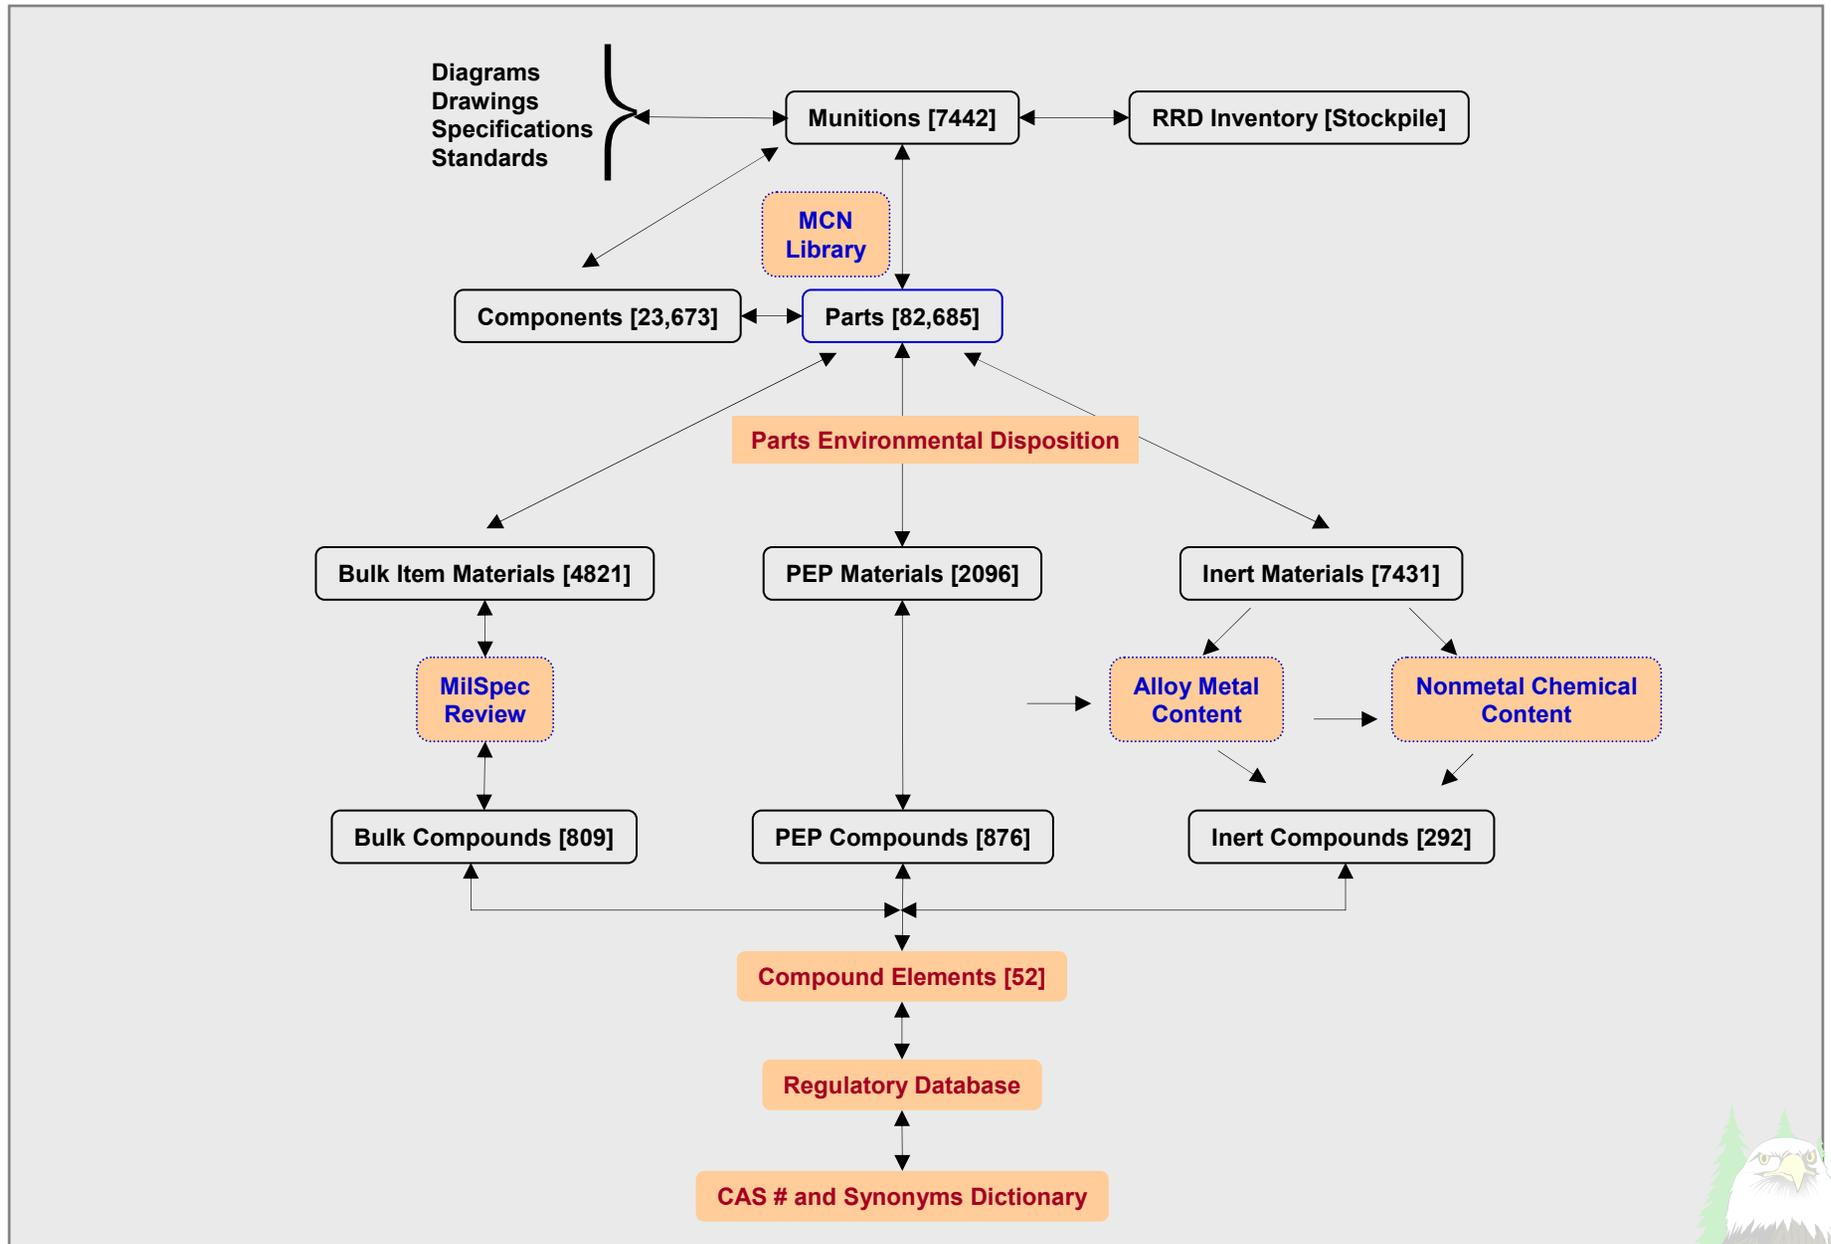 Diagrams
Drawings
Specifications
Standards
Munitions [7442]
RRD Inventory [Stockpile]
MCN
Library
Components [23,673]
Parts [82,685]
Parts Environmental Disposition
Bulk Item Materials [4821]
PEP Materials [2096]
Inert Materials [7431]
MilSpec
Review
Alloy Metal
Content
Nonmetal Chemical
Content
Bulk Compounds [809]
PEP Compounds [876]
Inert Compounds [292]
Compound Elements [52]
Regulatory Database
CAS # and Synonyms Dictionary